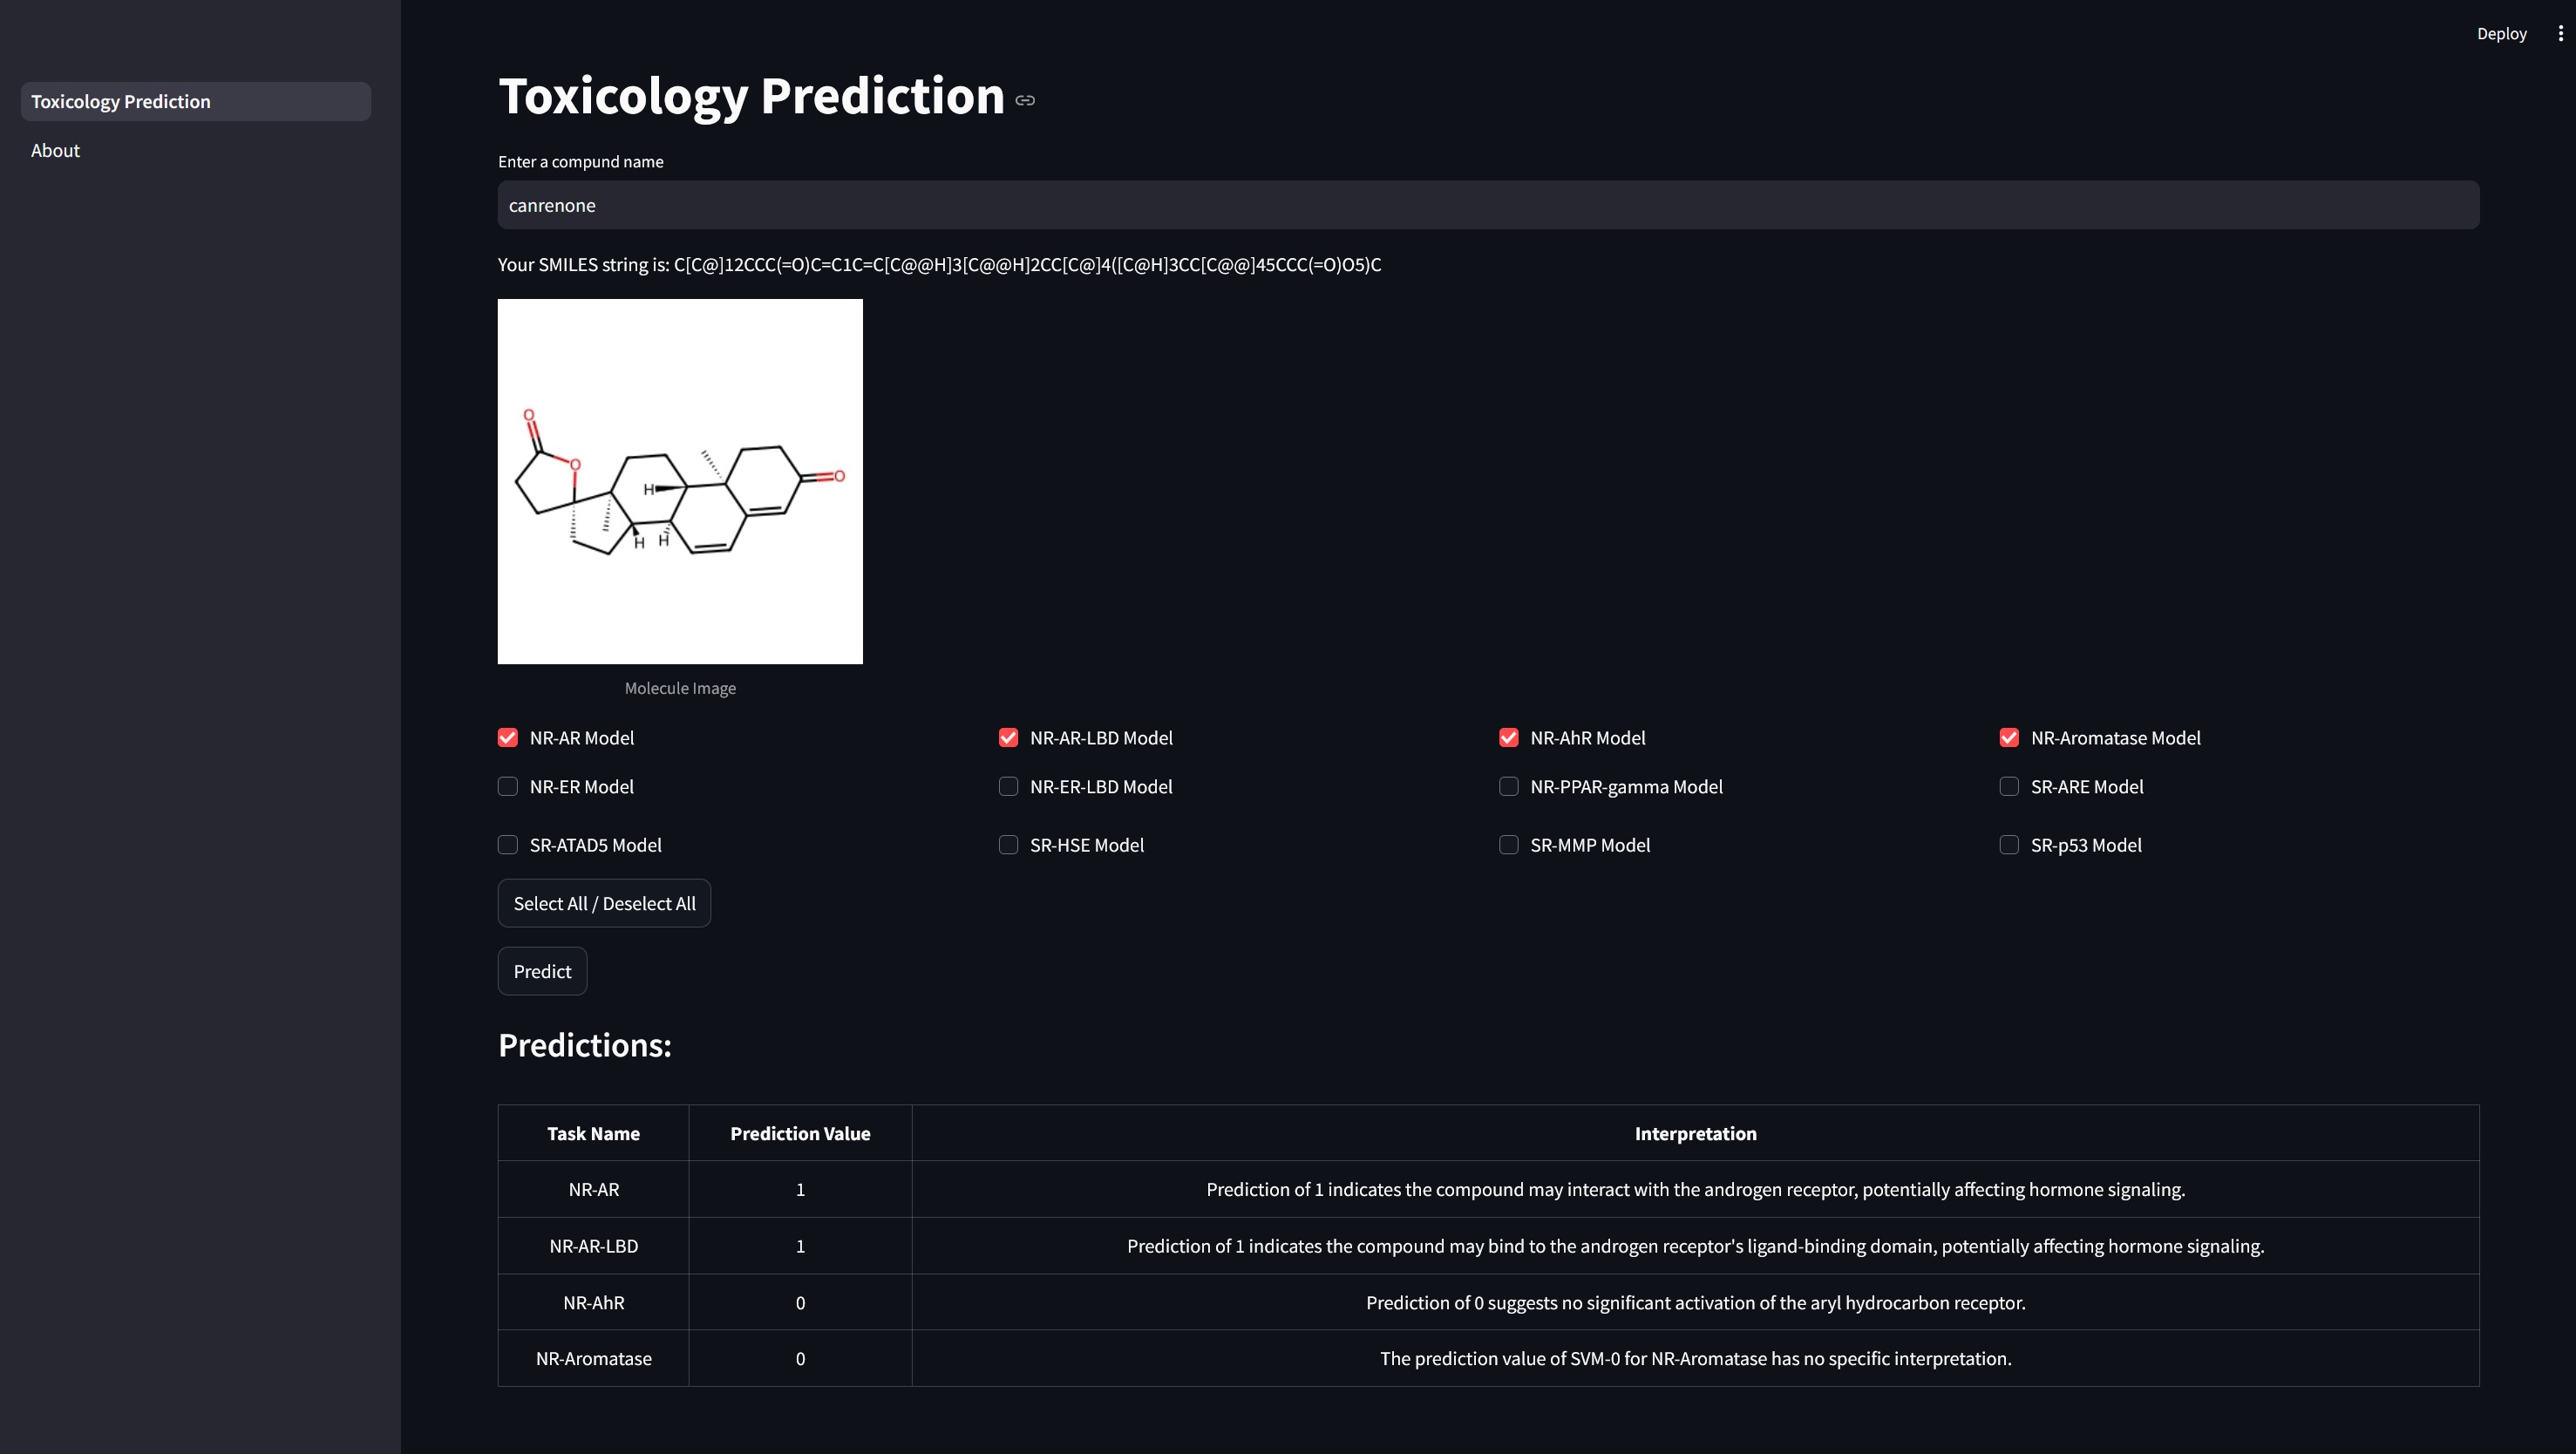 Deploy
Toxicology Prediction
About
Toxicology Prediction
Enter a compund name
canrenone
Your SMILES string is: C[C@]12CCC(=O)C=C1C=C[C@@H]3[C@@H]2CC[C@]4([C@H]3CC[C@@]45CCC(=O)O5)C
O
O
O
H
H H
Molecule Image
NR-AR Model NR-AR-LBD Model NR-AhR Model NR-Aromatase Model
NR-ER Model NR-ER-LBD Model NR-PPAR-gamma Model SR-ARE Model
SR-ATAD5 Model SR-HSE Model SR-MMP Model SR-p53 Model
Select All / Deselect All
Predict
Predictions:
Task Name Prediction Value Interpretation
NR-AR 1 Prediction of 1 indicates the compound may interact with the androgen receptor, potentially affecting hormone signaling.
NR-AR-LBD 1 Prediction of 1 indicates the compound may bind to the androgen receptor's ligand-binding domain, potentially affecting hormone signaling.
NR-AhR 0 Prediction of 0 suggests no significant activation of the aryl hydrocarbon receptor.
NR-Aromatase 0 The prediction value of SVM-0 for NR-Aromatase has no specific interpretation.